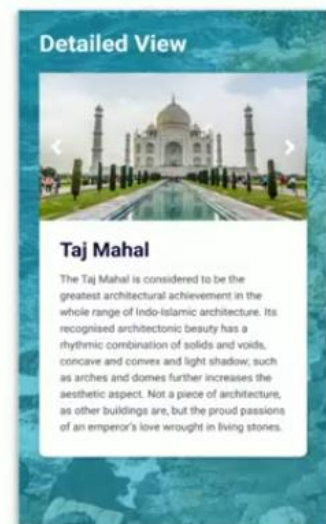 Detailed View
Taj Mahal
The Taj Mahal is considered to be the
greatest architectural achievement in the
whole range of Indo-Islamic architecture. Its
recognised architectonic beauty has a
rhythmic combination of solids and voids,
concave and convex and light shadow; such
as arches and domes further increases the
aesthetic aspect. Not a piece of architecture,
as other buildings are, but the proud passions
of an emperor's love wrought in living stones.